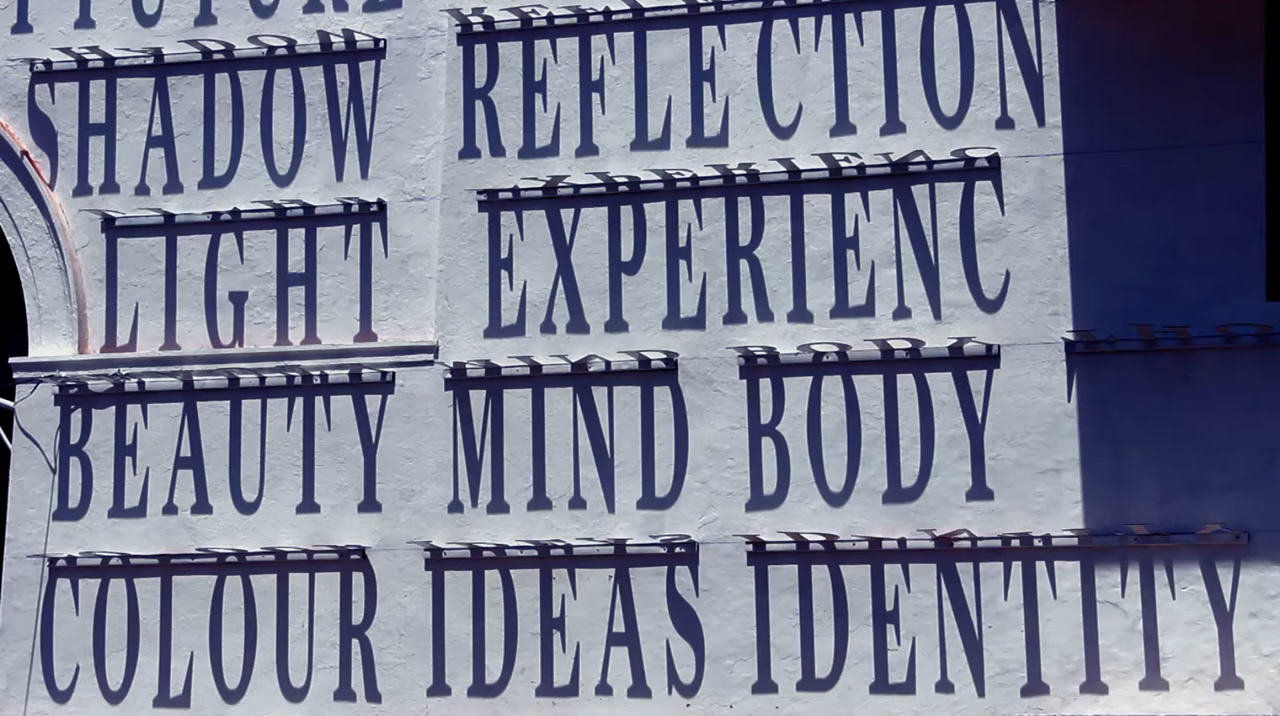 SHADOW REFLECTION
LIGHT EXPERIENC
BEAUTY MIND BODY
COLOUR IDEAS IDENTITY